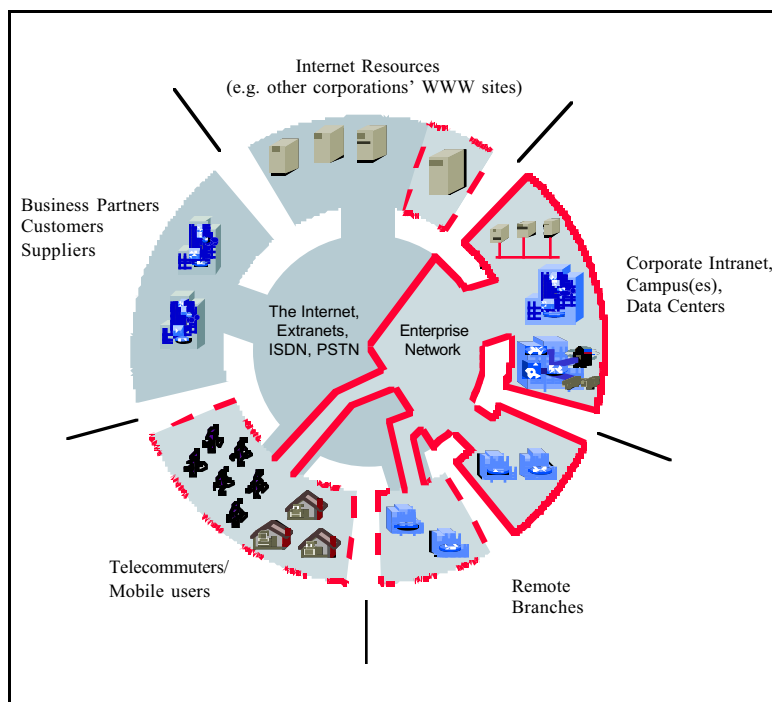 Internet Resources
(e.g. other corporations' WWW sites)
Business Partners
Customers
Suppliers
Corporate Intranet,
Campus(es),
Data Centers
The Internet,
Extranets,
ISDN, PSTN
Enterprise
Network
Telecommuters/
Mobile users
Remote
Branches